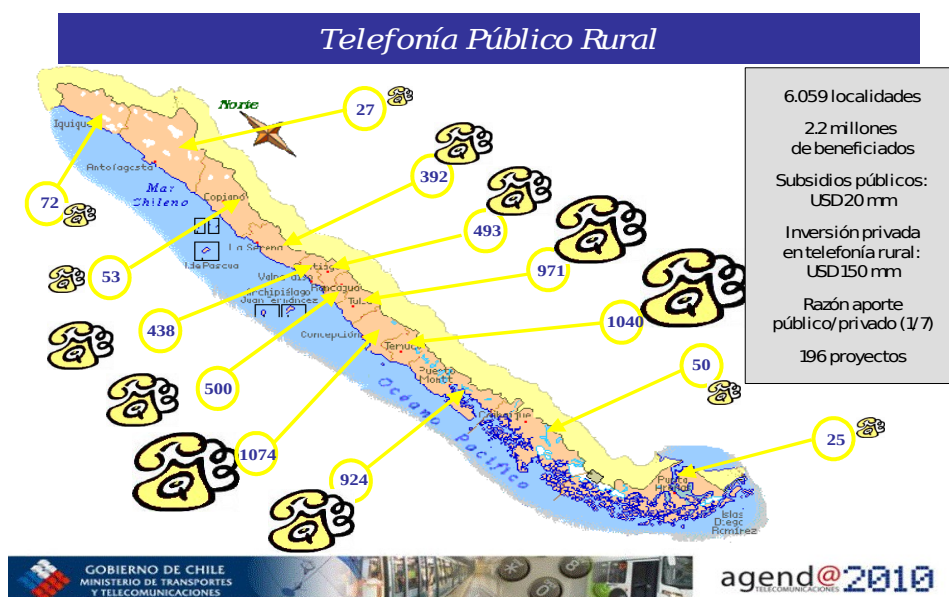 Telefonía Público Rural
6.059 localidades
2.2 millones
de beneficiados
Subsidios públicos:
USD20 mm
Inversión privada
en telefonía rural:
USD150 mm
Razón aporte
público/privado (1/7)
196 proyectos
Norte
27
392
493
971
1040
50
25
72
53
438
500
1074
924
Antofagasta
Mar
Chileno
Copiapó
La Serena
I.de Pascua
Valparaíso
Rancagua
Archipiélago
Juan Fernández
Concepción
Temuco
Puerto
Montt
Coihaique
Océano Pacífico
Punta
Arenas
Islas
Diego
Ramírez
GOBIERNO DE CHILE
MINISTERIO DE TRANSPORTES
Y TELECOMUNICACIONES
agend@2010
TELECOMUNICACIONES